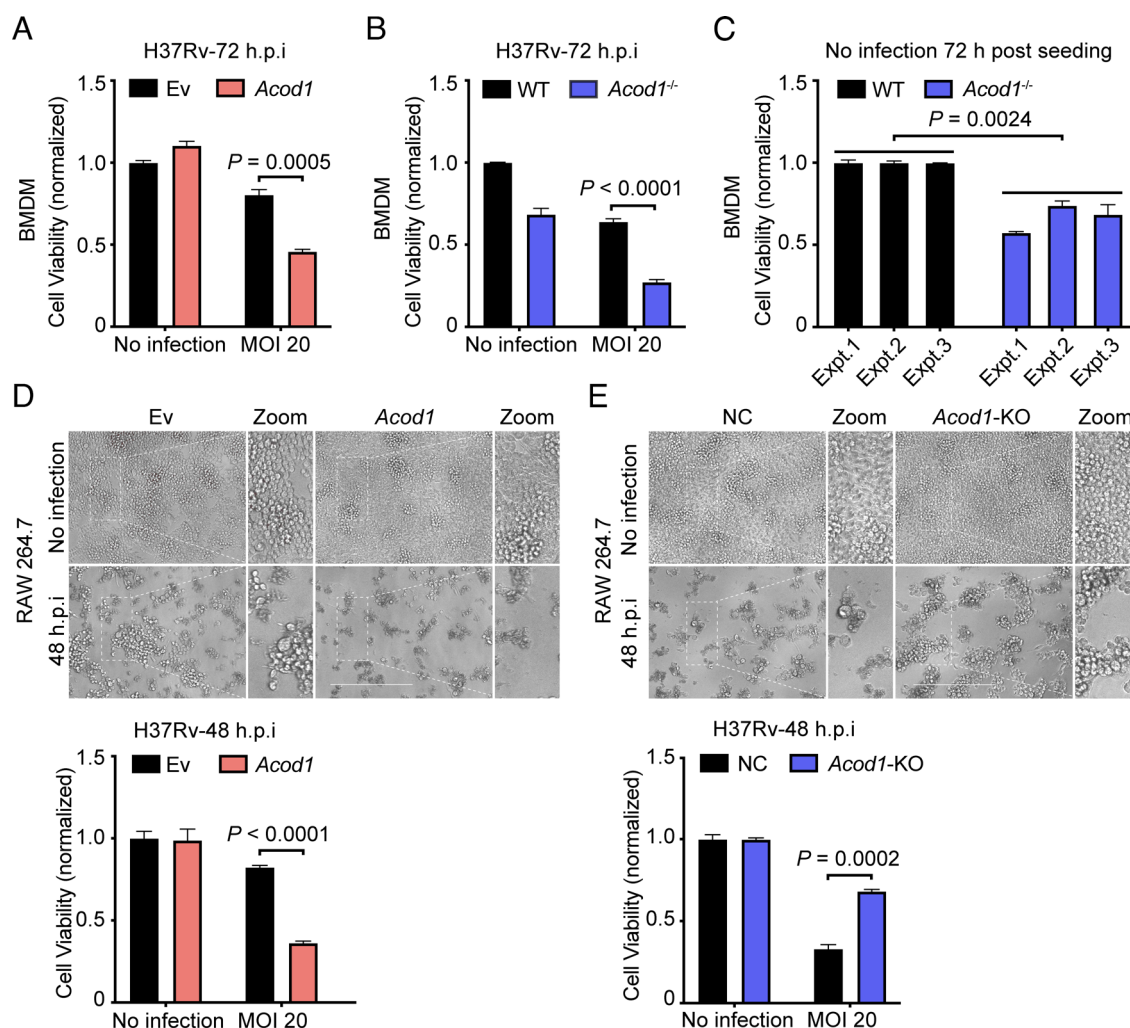 A
H37Rv-72 h.p.i
Ev Acod1
BMDM
Cell Viability (normalized)
1.5
1.0
0.5
0
P = 0.0005
No infection MOI 20
B
H37Rv-72 h.p.i
WT Acod1-/-
BMDM
Cell Viability (normalized)
1.5
1.0
0.5
0
P < 0.0001
No infection MOI 20
C
No infection 72 h post seeding
WT Acod1-/-
P = 0.0024
BMDM
Cell Viability (normalized)
1.5
1.0
0.5
0
Expt.1 Expt.2 Expt.3 Expt.1 Expt.2 Expt.3
D
Ev Zoom Acod1 Zoom
RAW 264.7
No infection
48 h.p.i
H37Rv-48 h.p.i
Ev Acod1
Cell Viability (normalized)
1.5
1.0
0.5
0
P < 0.0001
No infection MOI 20
E
NC Zoom Acod1-KO Zoom
RAW 264.7
No infection
48 h.p.i
H37Rv-48 h.p.i
NC Acod1-KO
Cell Viability (normalized)
1.5
1.0
0.5
0
P = 0.0002
No infection MOI 20